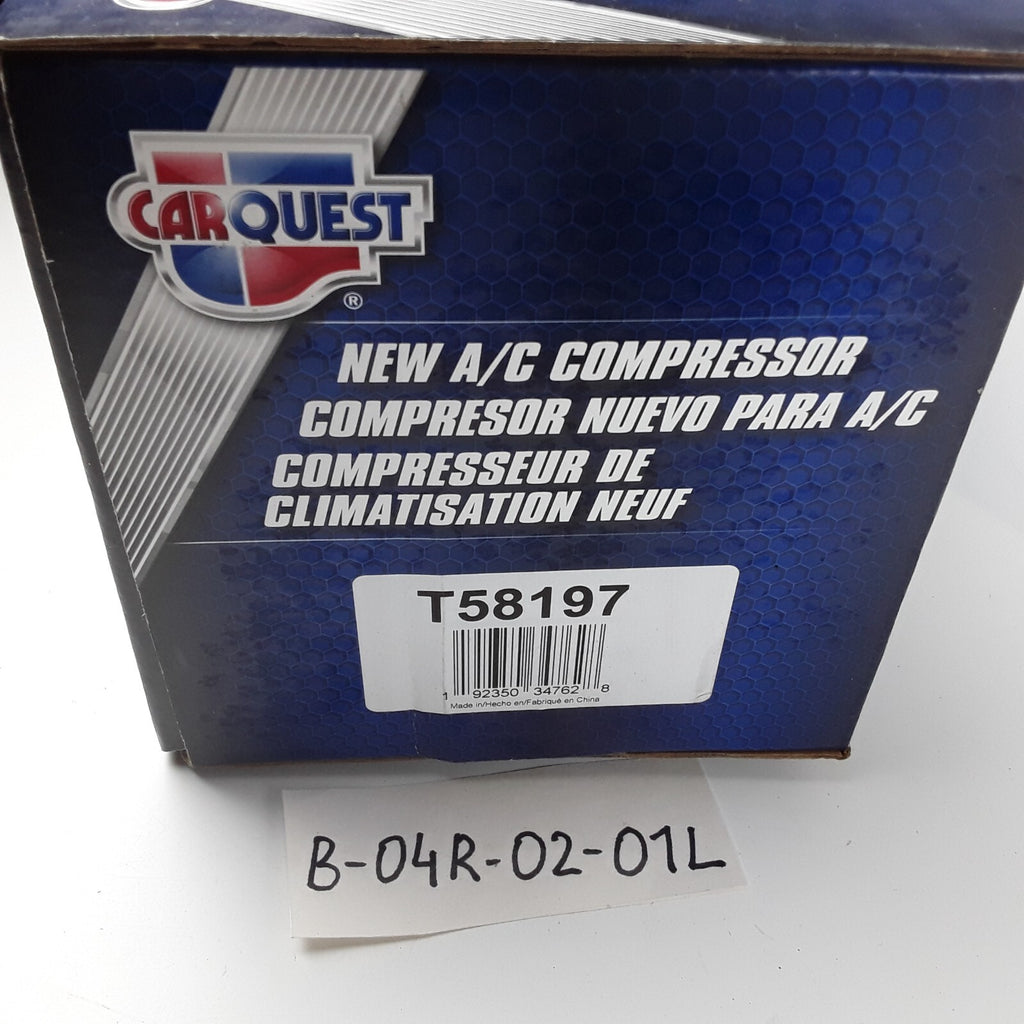 CARQUEST
®
NEW A/C COMPRESSOR
COMPRESOR NUEVO PARA A/C
COMPRESSEUR DE
CLIMATISATION NEUF
T58197
1 92350 34762 8
Made in/Hecho en/Fabriqué en China
B-04R-02-01L